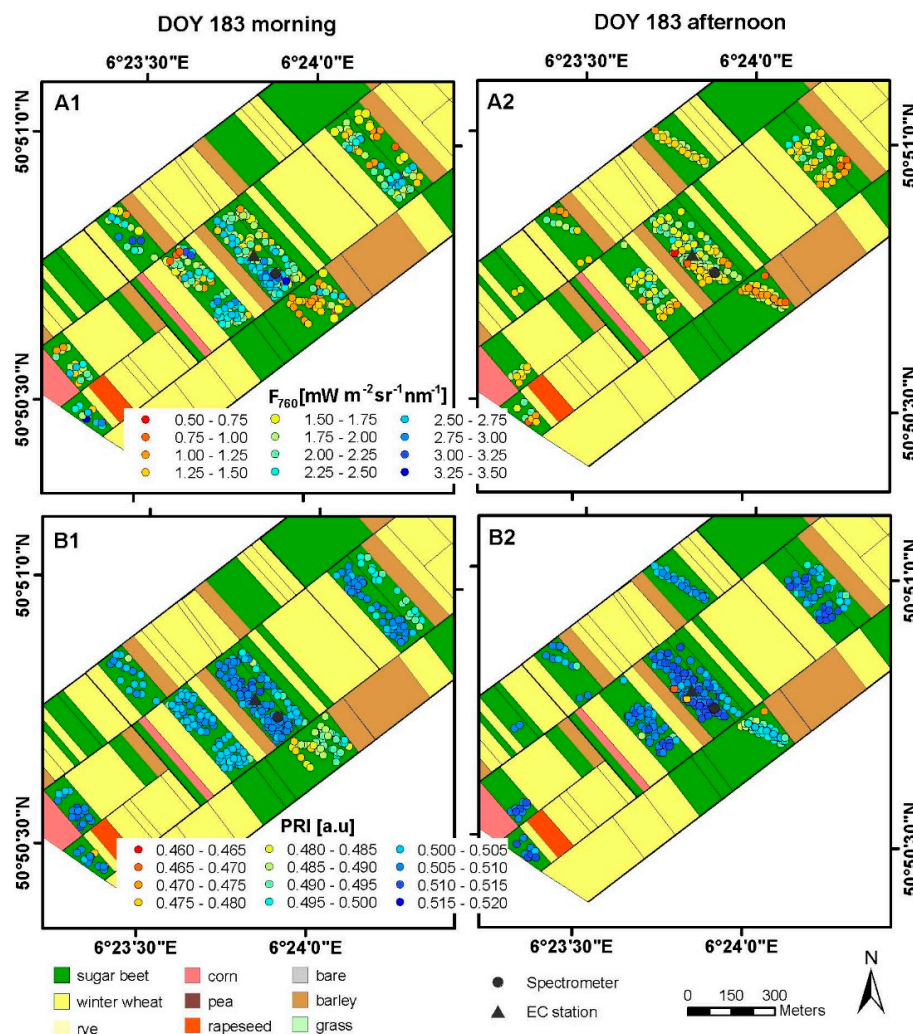 DOY 183 morning
DOY 183 afternoon
6°23'30"E 6°24'0"E
6°23'30"E 6°24'0"E
A1
A2
50°51'0"N
50°51'0"N
50°50'30"N
50°50'30"N
F760 [mW m-2sr-1nm-1]
0.50 - 0.75 1.50 - 1.75 2.50 - 2.75
0.75 - 1.00 1.75 - 2.00 2.75 - 3.00
1.00 - 1.25 2.00 - 2.25 3.00 - 3.25
1.25 - 1.50 2.25 - 2.50 3.25 - 3.50
B1
B2
50°51'0"N
50°51'0"N
50°50'30"N
50°50'30"N
PRI [a.u]
0.460 - 0.465 0.480 - 0.485 0.500 - 0.505
0.465 - 0.470 0.485 - 0.490 0.505 - 0.510
0.470 - 0.475 0.490 - 0.495 0.510 - 0.515
0.475 - 0.480 0.495 - 0.500 0.515 - 0.520
6°23'30"E 6°24'0"E
6°23'30"E 6°24'0"E
sugar beet corn bare
winter wheat pea barley
rye rapeseed grass
Spectrometer
EC station
0 150 300
Meters
N